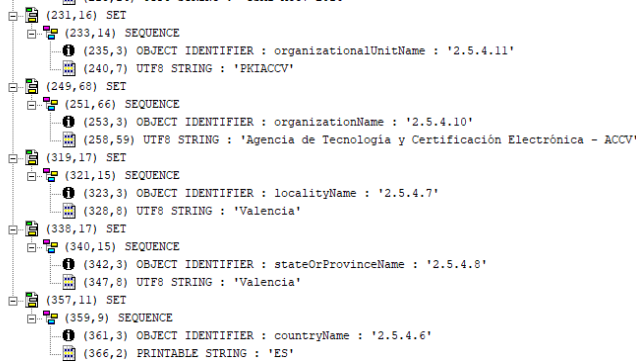 (231,16) SET
(233,14) SEQUENCE
(235,3) OBJECT IDENTIFIER : organizationalUnitName : '2.5.4.11'
(240,7) UTF8 STRING : 'PKIACCV'
(249,68) SET
(251,66) SEQUENCE
(253,3) OBJECT IDENTIFIER : organizationName : '2.5.4.10'
(258,59) UTF8 STRING : 'Agencia de Tecnología y Certificación Electrónica - ACCV'
(319,17) SET
(321,15) SEQUENCE
(323,3) OBJECT IDENTIFIER : localityName : '2.5.4.7'
(328,8) UTF8 STRING : 'Valencia'
(338,17) SET
(340,15) SEQUENCE
(342,3) OBJECT IDENTIFIER : stateOrProvinceName : '2.5.4.8'
(347,8) UTF8 STRING : 'Valencia'
(357,11) SET
(359,9) SEQUENCE
(361,3) OBJECT IDENTIFIER : countryName : '2.5.4.6'
(366,2) PRINTABLE STRING : 'ES'